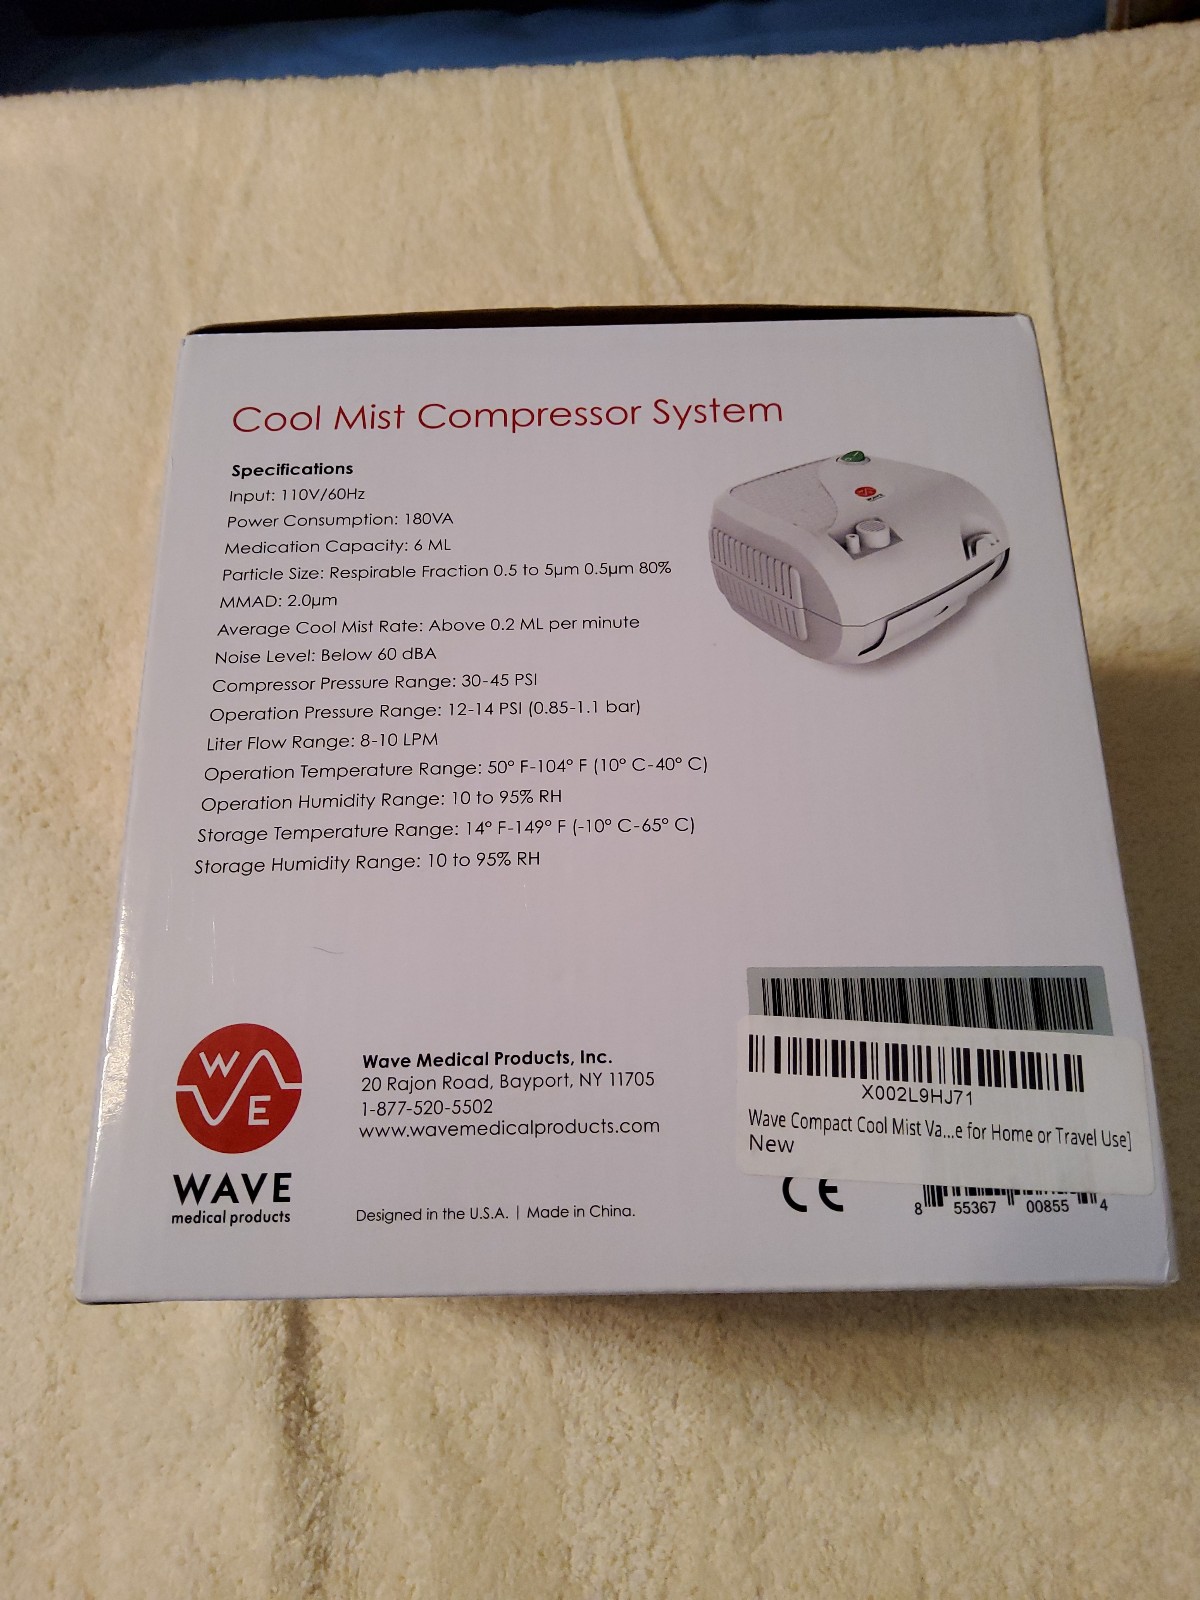 Cool Mist Compressor System
Specifications
Input: 110V/60Hz
Power Consumption: 180VA
Medication Capacity: 6 ML
Particle Size: Respirable Fraction 0.5 to 5µm 0.5µm 80%
MMAD: 2.0µm
Average Cool Mist Rate: Above 0.2 ML per minute
Noise Level: Below 60 dBA
Compressor Pressure Range: 30-45 PSI
Operation Pressure Range: 12-14 PSI (0.85-1.1 bar)
Liter Flow Range: 8-10 LPM
Operation Temperature Range: 50° F-104° F (10° C-40° C)
Operation Humidity Range: 10 to 95% RH
Storage Temperature Range: 14° F-149° F (-10° C-65° C)
Storage Humidity Range: 10 to 95% RH
WAVE
WAVE
WAVE
medical products
Wave Medical Products, Inc.
20 Rajon Road, Bayport, NY 11705
1-877-520-5502
www.wavemedicalproducts.com
Designed in the U.S.A. | Made in China.
X002L9HJ71
Wave Compact Cool Mist Va...e for Home or Travel Use]
New
CE
8 55367 00855 4